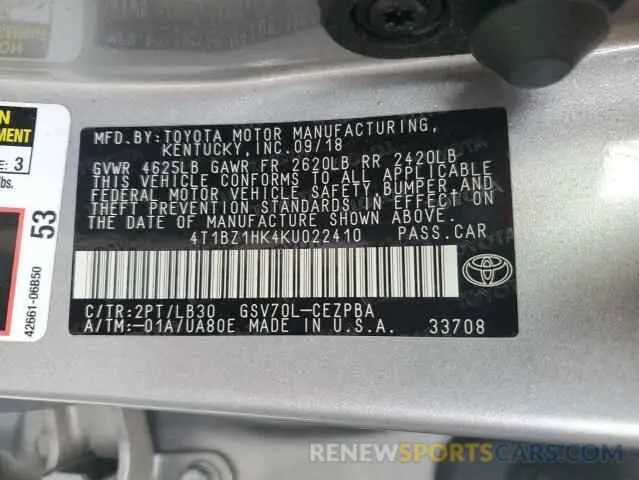 MFD.BY:TOYOTA MOTOR MANUFACTURING,
KENTUCKY, INC.09/18
GVWR 4625LB GAWR FR 2620LB RR 2420LB
THIS VEHICLE CONFORMS TO ALL APPLICABLE
FEDERAL MOTOR VEHICLE SAFETY, BUMPER, AND
THEFT PREVENTION STANDARDS IN EFFECT ON
THE DATE OF MANUFACTURE SHOWN ABOVE.
4T1BZ1HK4KU022410 PASS.CAR
C/TR:2PT/LB30 GSV70L-CEZPBA
A/TM:-01A/UA80E MADE IN U.S.A. 33708
TOYOTA
N
MENT
E: 3
lbs.
53
42661-06B50
RENEWSPORTSCARS.COM